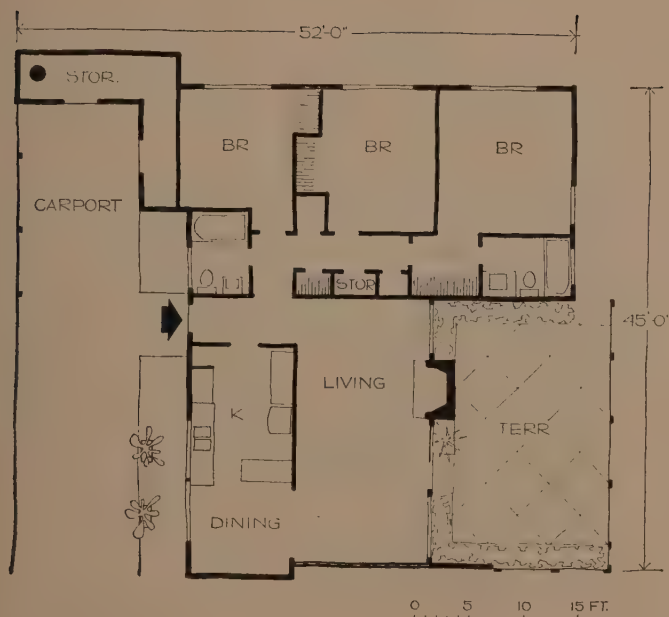 52'-0"
STOR.
BR
BR
BR
CARPORT
STOR
45'-0"
LIVING
K
TERR
DINING
0 5 10 15 FT.